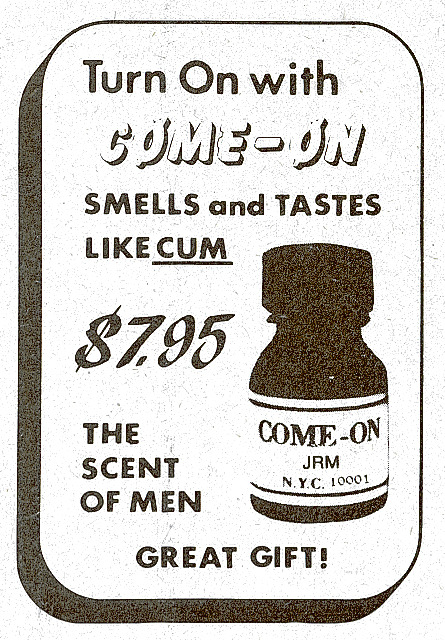 Turn On with
COME-ON
SMELLS and TASTES
LIKE CUM
$7.95
THE
SCENT
OF MEN
COME-ON
JRM
N.Y.C. 10001
GREAT GIFT!